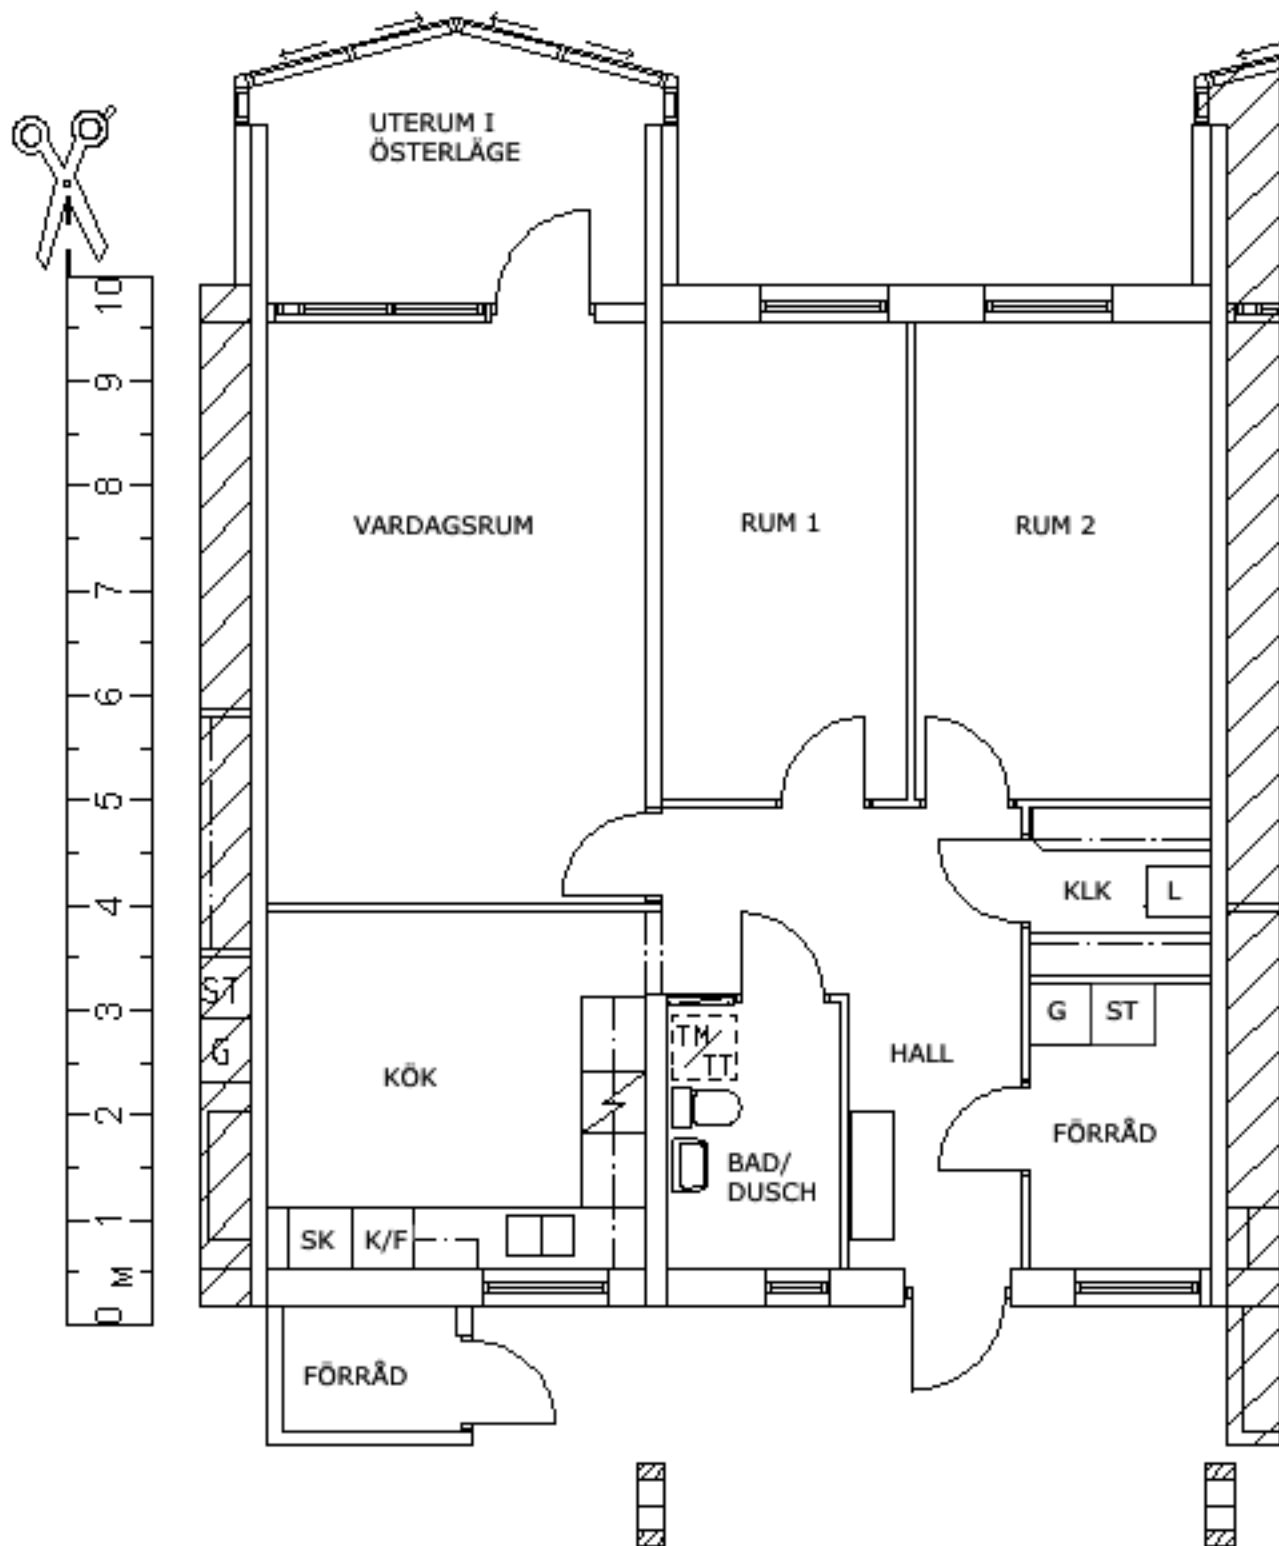 UTERUM I
ÖSTERLÄGE
10
9
8
7
6
5
4
3
2
1
M
0
VARDAGSRUM
RUM 1
RUM 2
KLK
L
ST
G
G
ST
TM
TT
HALL
KÖK
FÖRRÅD
BAD/
DUSCH
SK
K/F
FÖRRÅD